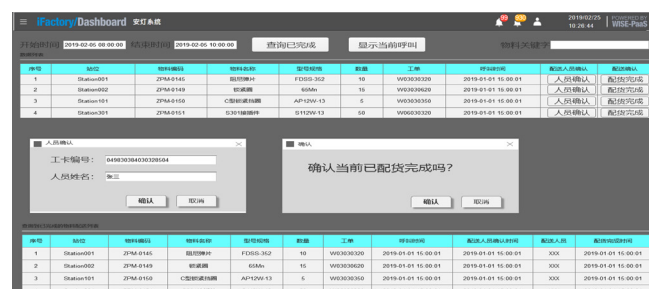 iFactory/Dashboard 安灯系统 99 930 2019/02/25 10:26:44 POWERED BY WISE-PaaS
开始时间 2019-02-05 08:00:00 结束时间 2019-02-05 10:00:00 查询已完成 显示当前呼叫 物料关键字
序号 站位 物料编码 物料名称 型号规格 数量 工单 呼叫时间 配送人员确认 配送确认
1 Station001 ZPM-0145 阻尼弹片 FDSS-352 10 W03030320 2019-01-01 15:00:01 人员确认 配货完成
2 Station002 ZPM-0149 锁紧圈 65Mn 15 W03030620 2019-01-01 15:00:01 人员确认 配货完成
3 Station101 ZPM-0150 C型锁紧挡圈 AP12W-13 5 W03030350 2019-01-01 15:00:01 人员确认 配货完成
4 Station301 ZPM-0151 S301接插件 S112W-13 50 W06030320 2019-01-01 15:00:01 人员确认 配货完成
人员确认
工卡编号: 049830384030328504
人员姓名: 张三
确认 取消
确认
确认当前已配货完成吗?
确认 取消
序号 站位 物料编码 物料名称 型号规格 数量 工单 呼叫时间 配送人员确认时间 配送人员 配货完成时间
1 Station001 ZPM-0145 阻尼弹片 FDSS-352 10 W03030320 2019-01-01 15:00:01 2019-01-01 15:00:01 XXX 2019-01-01 15:00:01
2 Station002 ZPM-0149 锁紧圈 65Mn 15 W03030620 2019-01-01 15:00:01 2019-01-01 15:00:01 XXX 2019-01-01 15:00:01
3 Station101 ZPM-0150 C型锁紧挡圈 AP12W-13 5 W03030350 2019-01-01 15:00:01 2019-01-01 15:00:01 XXX 2019-01-01 15:00:01